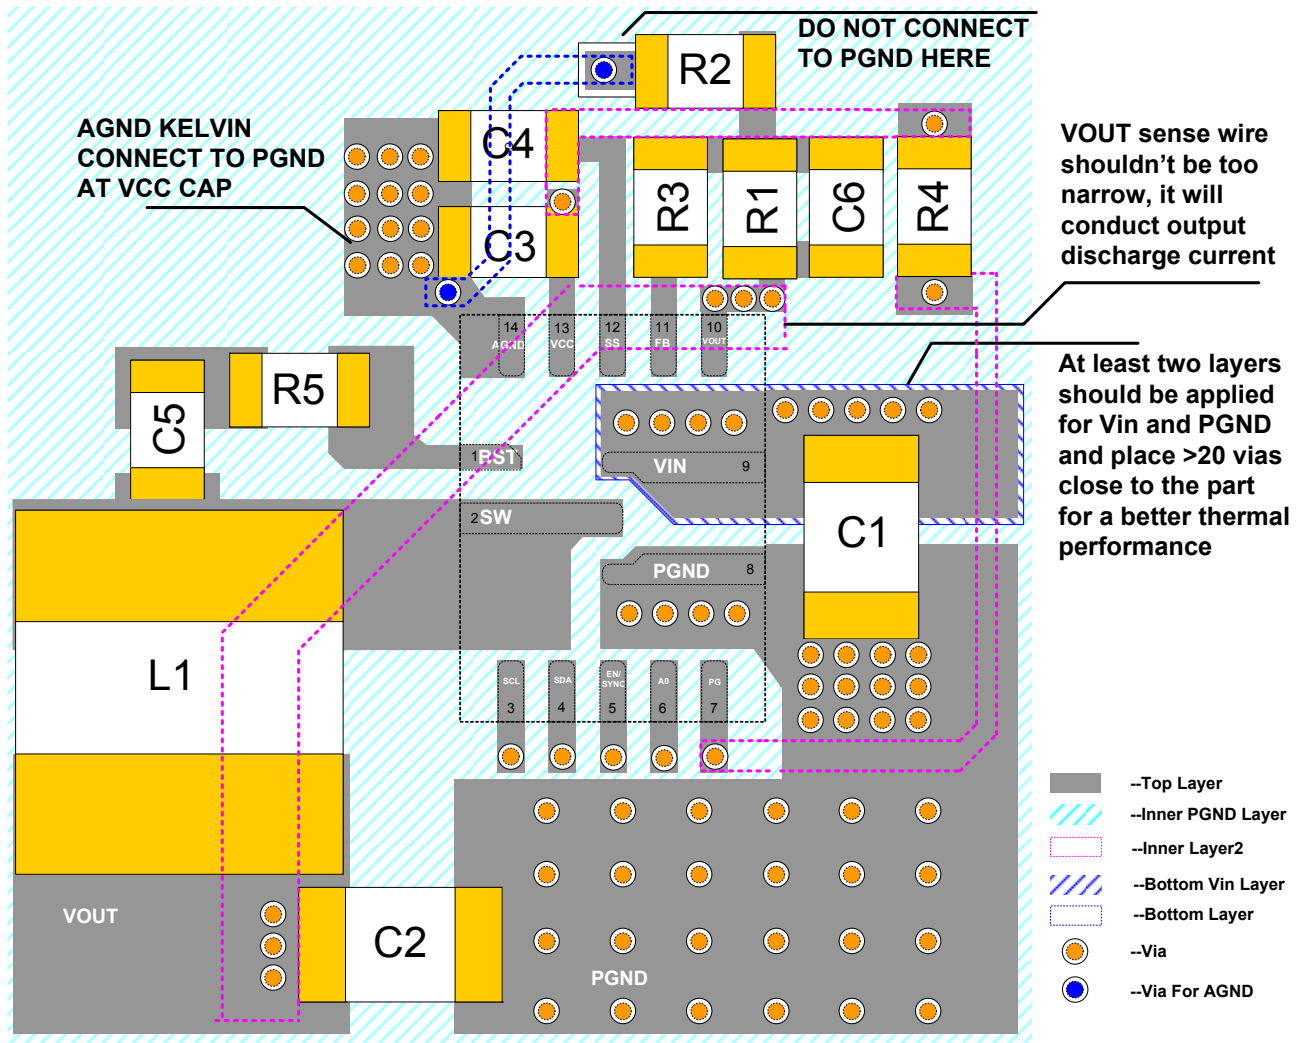 DO NOT CONNECT
TO PGND HERE
R2
AGND KELVIN
CONNECT TO PGND
AT VCC CAP
C4
C3
R3
R1
C6
R4
VOUT sense wire
shouldn't be too
narrow, it will
conduct output
discharge current
14
AGND
13
VCC
12
SS
11
FB
10
VOUT
C5
R5
At least two layers
should be applied
for Vin and PGND
and place >20 vias
close to the part
for a better thermal
performance
1
BST
VIN
9
2
SW
C1
PGND
8
L1
SCL
3
SDA
4
EN/
SYNC
5
A0
6
PG
7
--Top Layer
--Inner PGND Layer
--Inner Layer2
--Bottom Vin Layer
--Bottom Layer
--Via
--Via For AGND
VOUT
C2
PGND